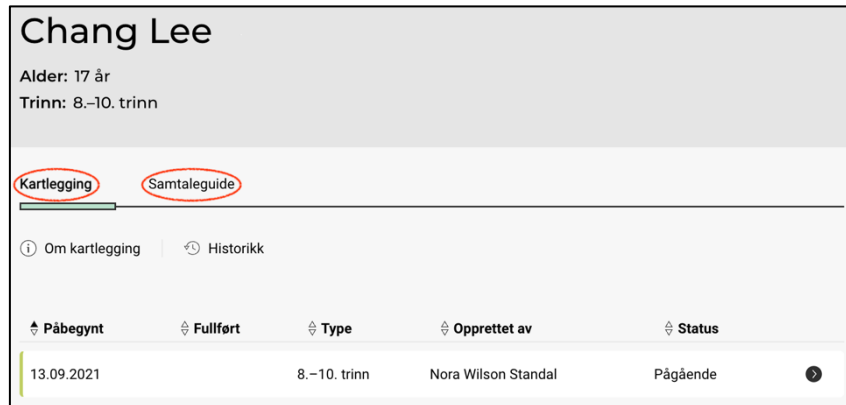 Chang Lee
Alder: 17 år
Trinn: 8.–10. trinn
Kartlegging Samtaleguide
Om kartlegging Historikk
Påbegynt Fullført Type Opprettet av Status
13.09.2021 8.–10. trinn Nora Wilson Standal Pågående